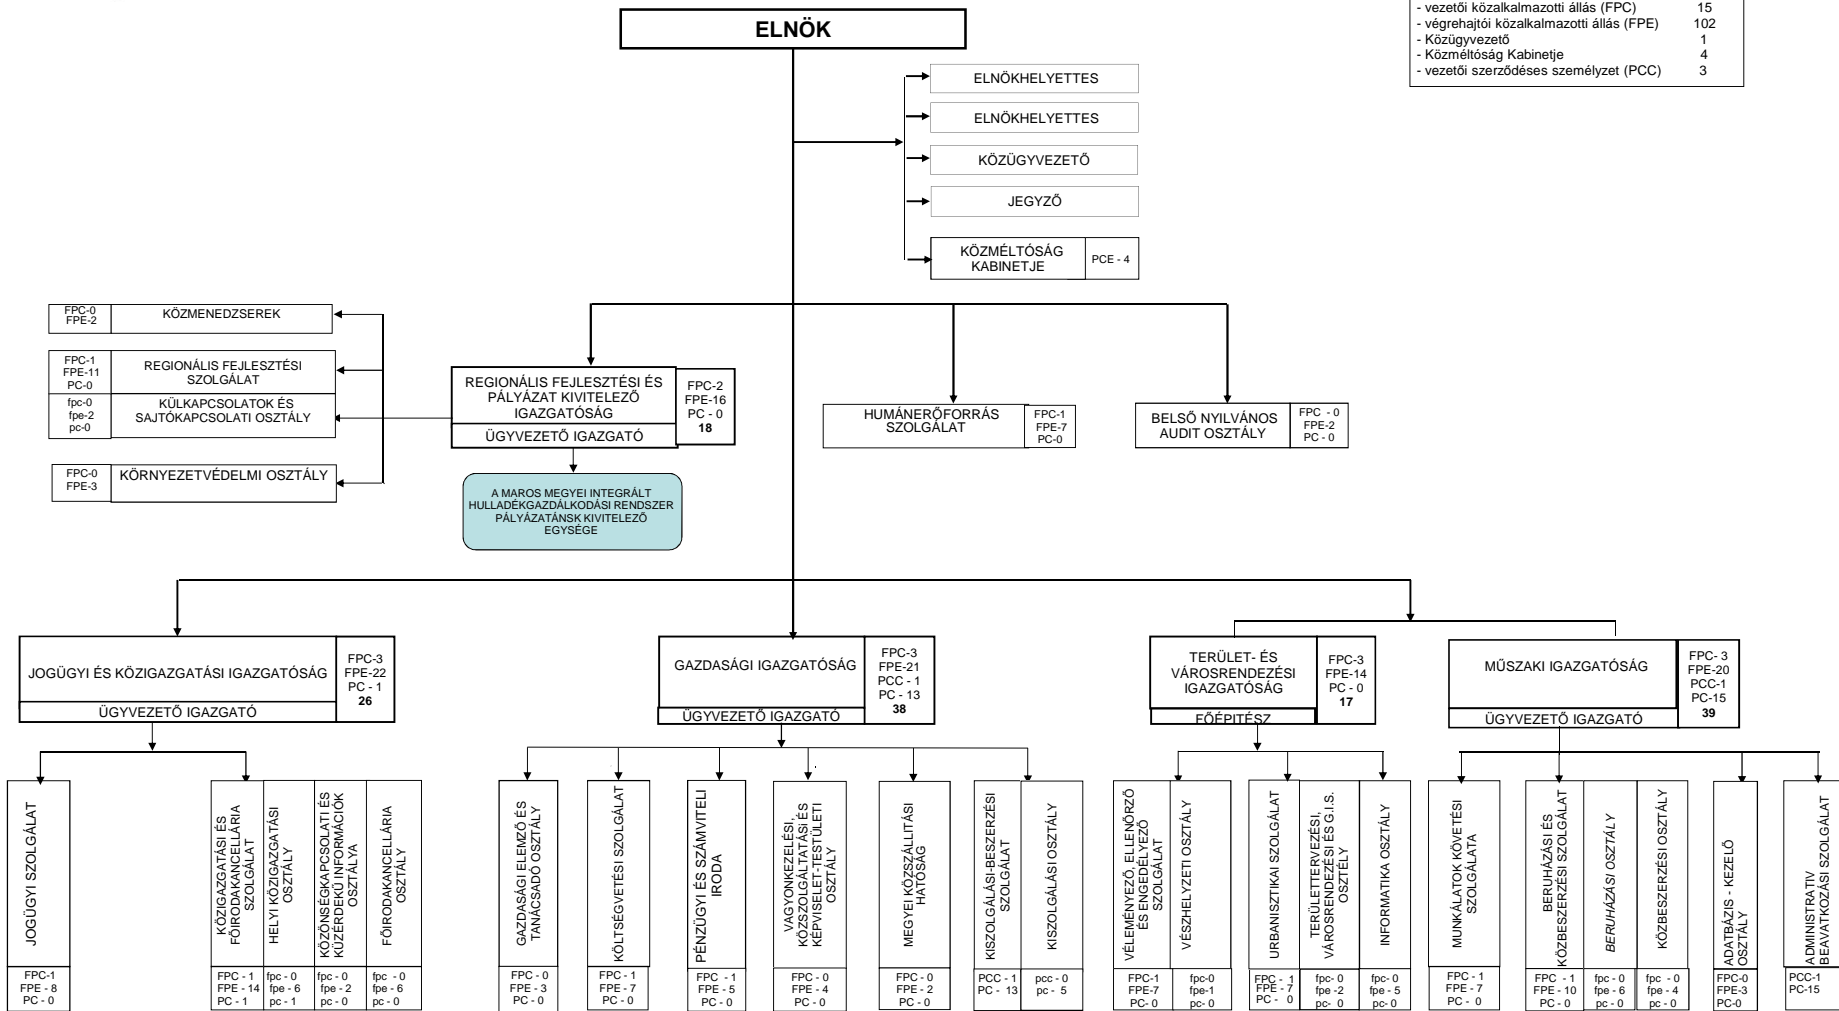 ELNÖK
- vezetői közalkalmazotti állás (FPC) 15
- végrehajtói közalkalmazotti állás (FPE) 102
- Közügyvezető 1
- Közméltóság Kabinetje 4
- vezetői szerződéses személyzet (PCC) 3
ELNÖKHELYETTES
ELNÖKHELYETTES
KÖZÜGYVEZETŐ
JEGYZŐ
KÖZMÉLTÓSÁG
KABINETJE
PCE - 4
FPC-0
FPE-2
KÖZMENEDZSEREK
FPC-1
FPE-11
PC-0
REGIONÁLIS FEJLESZTÉSI
SZOLGÁLAT
fpc-0
fpe-2
pc-0
KÜLKAPCSOLATOK ÉS
SAJTÓKAPCSOLATI OSZTÁLY
FPC-0
FPE-3
KÖRNYEZETVÉDELMI OSZTÁLY
REGIONÁLIS FEJLESZTÉSI ÉS
PÁLYÁZAT KIVITELEZŐ
IGAZGATÓSÁG
ÜGYVEZETŐ IGAZGATÓ
FPC-2
FPE-16
PC - 0
18
A MAROS MEGYEI INTEGRÁLT
HULLADÉKGAZDÁLKODÁSI RENDSZER
PÁLYÁZATÁNSK KIVITELEZŐ
EGYSÉGE
HUMÁNERŐFORRÁS
SZOLGÁLAT
FPC-1
FPE-7
PC-0
BELSŐ NYILVÁNOS
AUDIT OSZTÁLY
FPC - 0
FPE-2
PC - 0
JOGÜGYI ÉS KÖZIGAZGATÁSI IGAZGATÓSÁG
ÜGYVEZETŐ IGAZGATÓ
FPC-3
FPE-22
PC - 1
26
GAZDASÁGI IGAZGATÓSÁG
ÜGYVEZETŐ IGAZGATÓ
FPC-3
FPE-21
PCC - 1
PC - 13
38
TERÜLET- ÉS
VÁROSRENDEZÉSI
IGAZGATÓSÁG
FŐÉPITÉSZ
FPC-3
FPE-14
PC - 0
17
MŰSZAKI IGAZGATÓSÁG
ÜGYVEZETŐ IGAZGATÓ
FPC- 3
FPE-20
PCC-1
PC-15
39
JOGÜGYI SZOLGÁLAT
FPC-1
FPE - 8
PC - 0
KÖZIGAZGATÁSI ÉS
FŐIRODAKANCELLÁRIA
SZOLGÁLAT
FPC - 1
FPE - 14
PC - 1
HELYI KÖZIGAZGATÁSI
OSZTÁLY
fpc - 0
fpe - 6
pc - 1
KÖZÖNSÉGKAPCSOLATI ÉS
KÜZÉRDEKŰ INFORMÁCIÓK
OSZTÁLYA
fpc - 0
fpe - 2
pc - 0
FŐIRODAKANCELLÁRIA
OSZTÁLY
fpc - 0
fpe - 6
pc - 0
GAZDASÁGI ELEMZŐ ÉS
TANÁCSADÓ OSZTÁLY
FPC - 0
FPE - 3
PC - 0
KÖLTSÉGVETÉSI SZOLGÁLAT
FPC - 1
FPE - 7
PC - 0
PÉNZÜGYI ÉS SZÁMVITELI
IRODA
FPC - 1
FPE - 5
PC - 0
VAGYONKEZELÉSI,
KÖZSZOLGÁLTATÁSI ÉS
KÉPVISELET-TESTÜLETI
OSZTÁLY
FPC - 0
FPE - 4
PC - 0
MEGYEI KÖZSZÁLLITÁSI
HATÓSÁG
FPC - 0
FPE - 2
PC - 0
KISZOLGÁLÁSI-BESZERZÉSI
SZOLGÁLAT
PCC - 1
PC - 13
KISZOLGÁLÁSI OSZTÁLY
pcc - 0
pc - 5
VÉLEMÉNYEZŐ, ELLENŐRZŐ
ÉS ENGEDÉLYEZŐ
SZOLGÁLAT
FPC-1
FPE-7
PC- 0
VÉSZHELYZETI OSZTÁLY
fpc-0
fpe-1
pc- 0
URBANISZTIKAI SZOLGÁLAT
FPC - 1
FPE - 7
PC - 0
TERÜLETTERVEZÉSI,
VÁROSRENDEZÉSI ÉS G.I.S.
OSZTÉLY
fpc- 0
fpe -2
pc- 0
INFORMATIKA OSZTÁLY
fpc- 0
fpe - 5
pc- 0
MUNKÁLATOK KÖVETÉSI
SZOLGÁLATA
FPC - 1
FPE - 7
PC - 0
BERUHÁZÁSI ÉS
KÖZBESZERZÉSI SZOLGÁLAT
FPC - 1
FPE - 10
PC - 0
BERUHÁZÁSI OSZTÁLY
fpc - 0
fpe - 6
pc - 0
KÖZBESZERZÉSI OSZTÁLY
fpc - 0
fpe - 4
pc - 0
ADATBÁZIS - KEZELŐ
OSZTÁLY
FPC-0
FPE-3
PC-0
ADMINISTRATIV
BEAVATKOZÁSI SZOLGÁLAT
PCC-1
PC-15